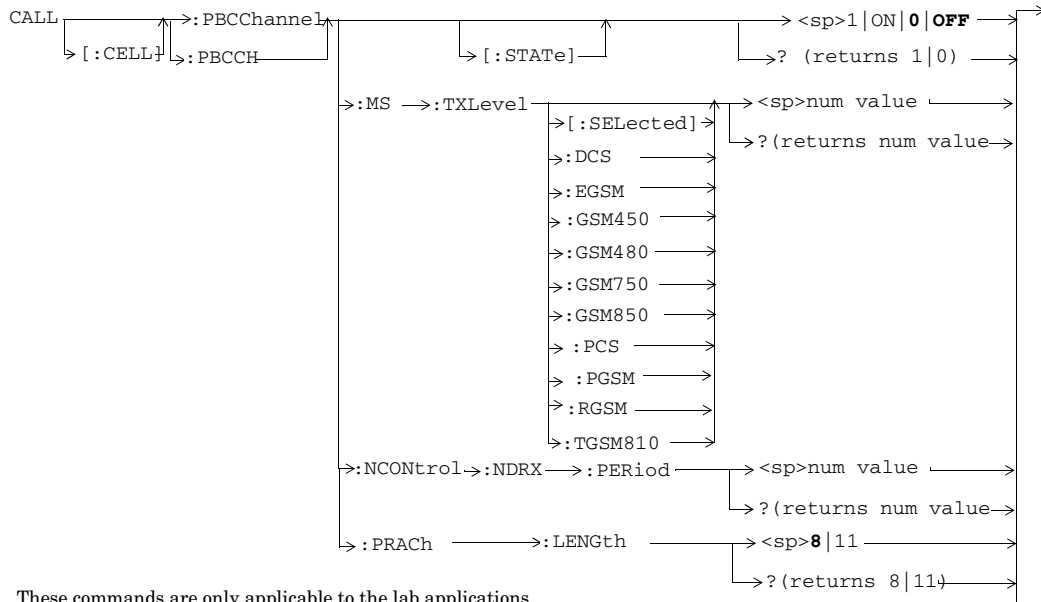 CALL :PBCChannel <sp>1|ON|0|OFF
[:CELL] :PBCCH [:STATe] ? (returns 1|0)
:MS :TXLevel <sp>num value
[:SELected] ?(returns num value
:DCS
:EGSM
:GSM450
:GSM480
:GSM750
:GSM850
:PCS
:PGSM
:RGSM
:TGSM810
:NCONtrol :NDRX :PERiod <sp>num value
?(returns num value
:PRACh :LENGth <sp>8|11
?(returns 8|11)
These commands are only applicable to the lab applications